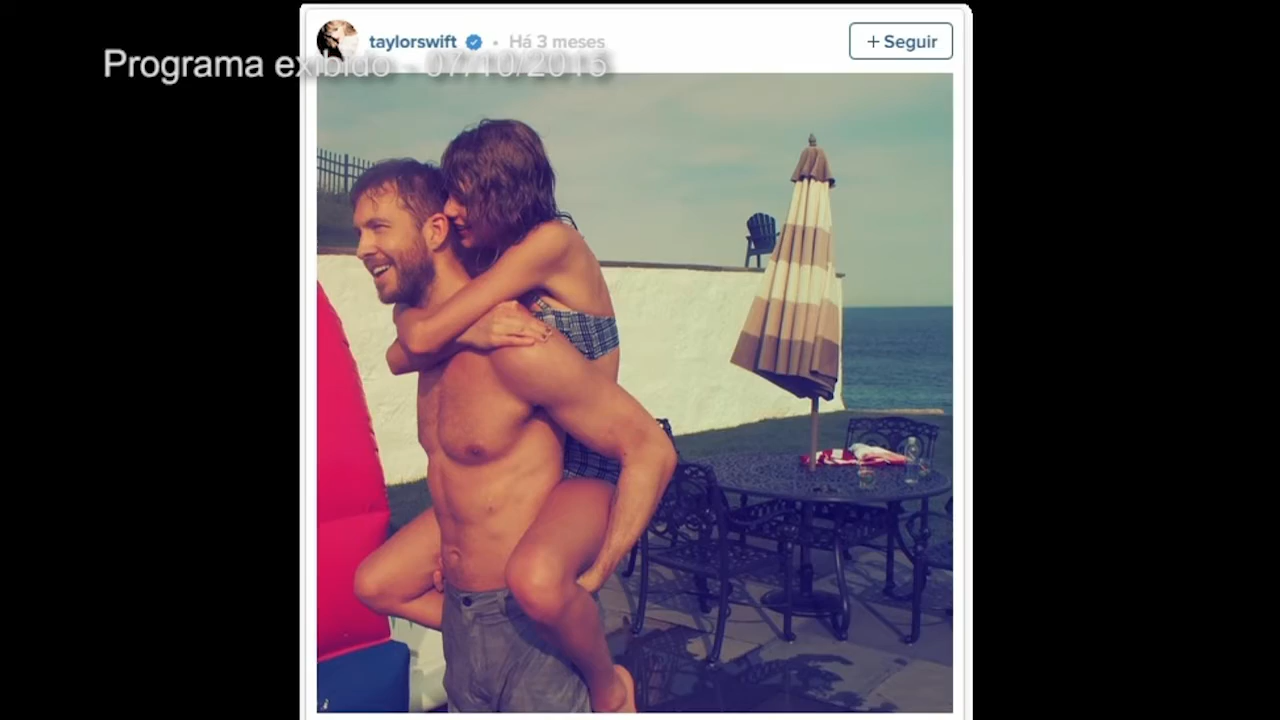 taylorswift • Há 3 meses
+ Seguir
Programa exibido - 07/10/2015